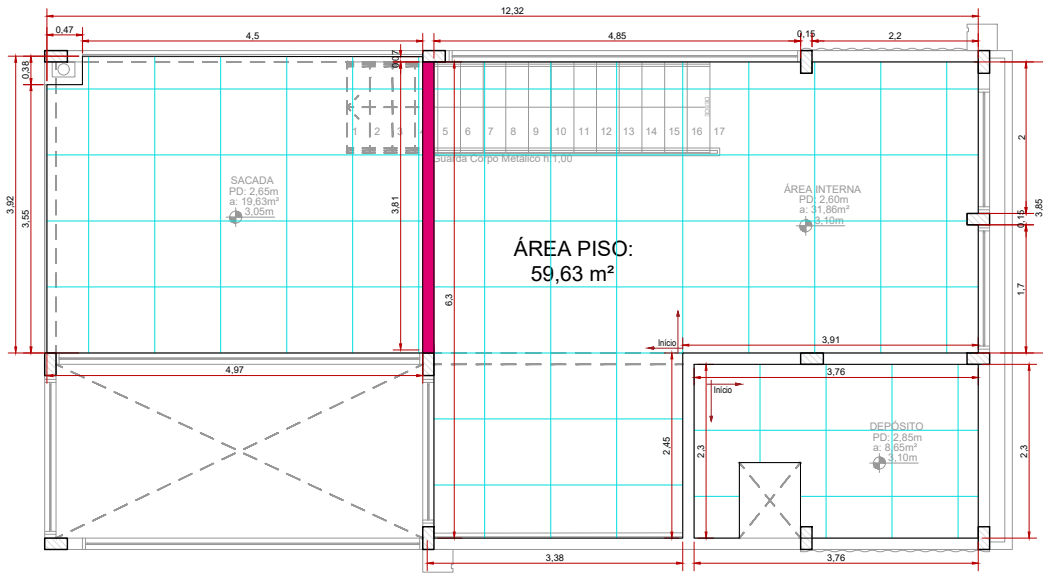 12,32
0,47
4,5
4,85
0,15
2,2
0,38
0,07
3,92
3,55
3,81
6,3
1 2 3 4 5 6 7 8 9 10 11 12 13 14 15 16 17
Guarda Corpo Metálico h 1,00
SACADA
PD: 2,65m
a: 19,63m²
3,05m
ÁREA INTERNA
PD: 2,60m
a: 31,86m²
3,10m
2
0,15
3,85
1,7
ÁREA PISO:
59,63 m²
Início
3,91
4,97
3,76
Início
2,45
2,3
DEPÓSITO
PD: 2,85m
a: 8,65m²
3,10m
2,3
3,38
3,76